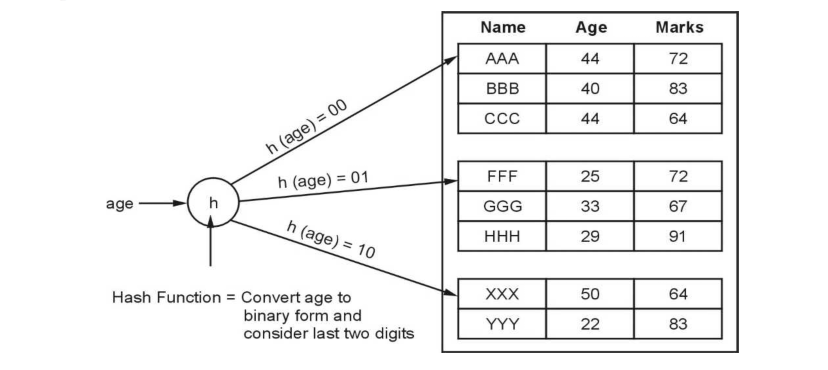 Name Age Marks
AAA 44 72
BBB 40 83
CCC 44 64
h (age) = 00
FFF 25 72
GGG 33 67
HHH 29 91
h (age) = 01
age
h
h (age) = 10
XXX 50 64
YYY 22 83
Hash Function = Convert age to
binary form and
consider last two digits